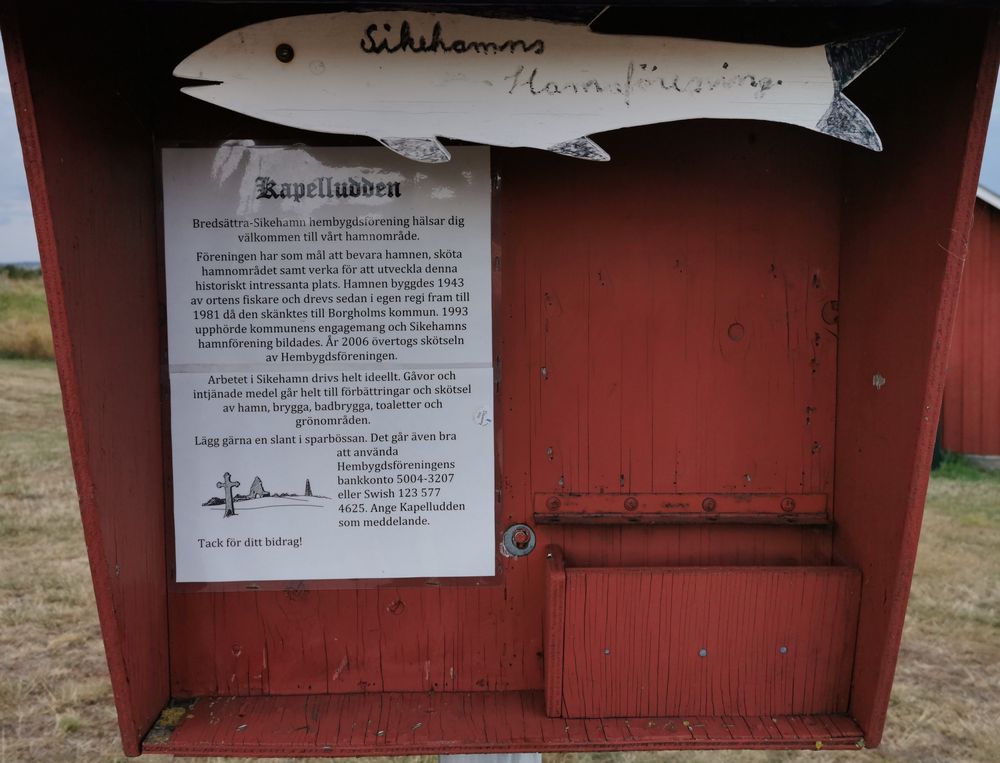 Sikehamns
Hamnförening.
Kapelludden
Bredsättra-Sikehamn hembygdsförening hälsar dig
välkommen till vårt hamnområde.
Föreningen har som mål att bevara hamnen, sköta
hamnområdet samt verka för att utveckla denna
historiskt intressanta plats. Hamnen byggdes 1943
av ortens fiskare och drevs sedan i egen regi fram till
1981 då den skänktes till Borgholms kommun. 1993
upphörde kommunens engagemang och Sikehamns
hamnförening bildades. År 2006 övertogs skötseln
av Hembygdsföreningen.
Arbetet i Sikehamn drivs helt ideellt. Gåvor och
intjänade medel går helt till förbättringar och skötsel
av hamn, brygga, badbrygga, toaletter och
grönområden.
Lägg gärna en slant i sparbössan. Det går även bra
att använda
Hembygdsföreningens
bankkonto 5004-3207
eller Swish 123 577
4625. Ange Kapelludden
som meddelande.
Tack för ditt bidrag!